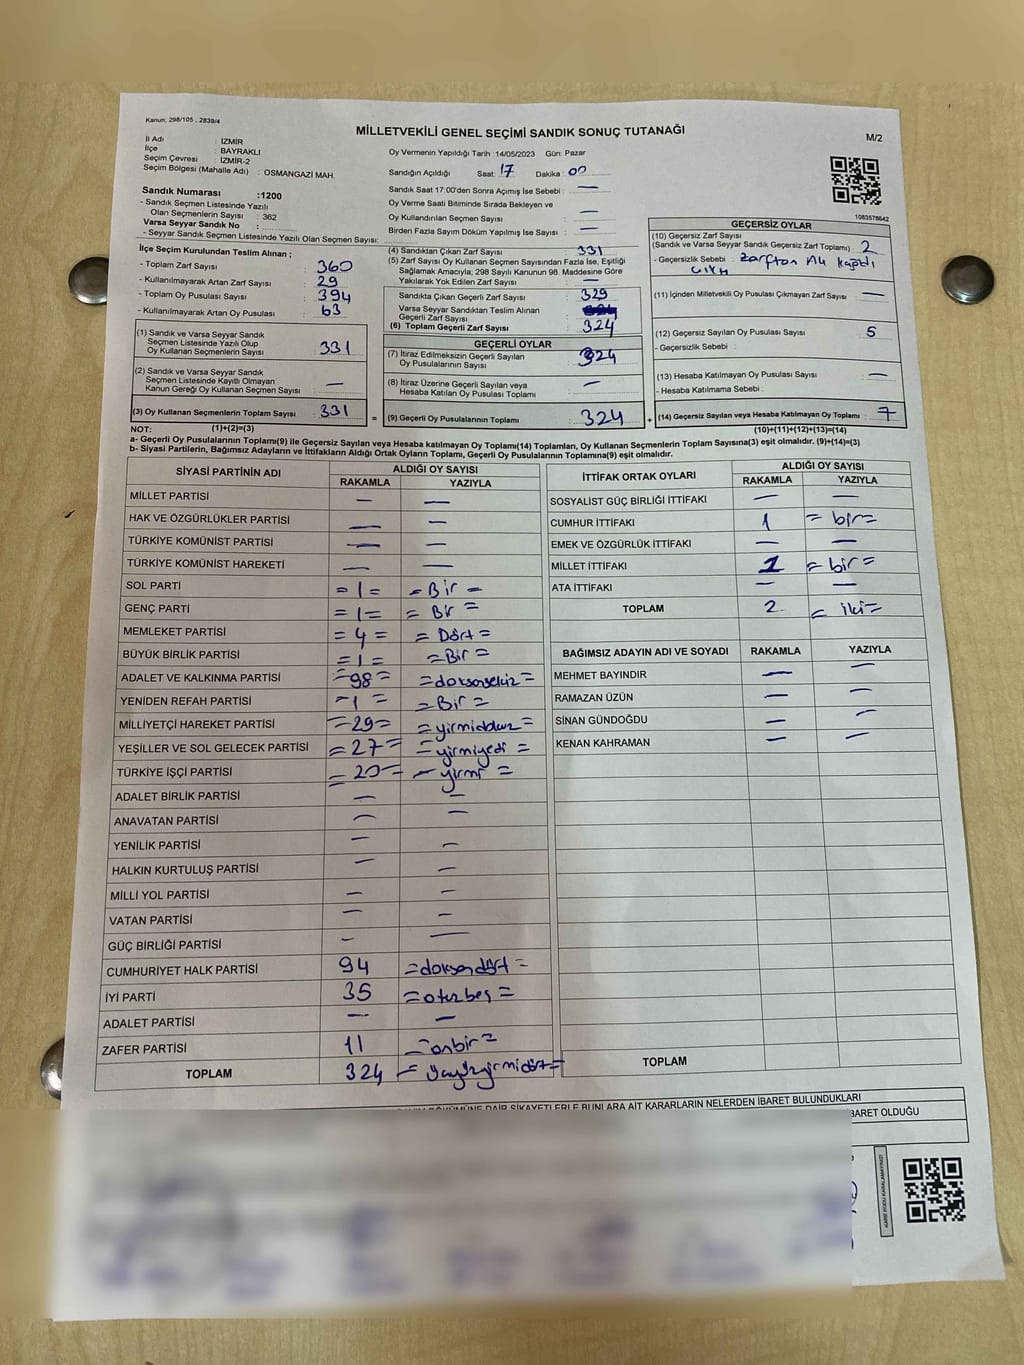 Kanun: 298/105 , 2839/4
MİLLETVEKİLİ GENEL SEÇİMİ SANDIK SONUÇ TUTANAĞI
M/2
İl Adı : İZMİR
İlçe : BAYRAKLI
Seçim Çevresi : İZMİR-2
Seçim Bölgesi (Mahalle Adı) : OSMANGAZİ MAH.
Sandık Numarası :1200
- Sandık Seçmen Listesinde Yazılı
Olan Seçmenlerin Sayısı : 362
Varsa Seyyar Sandık No :
- Seyyar Sandık Seçmen Listesinde Yazılı Olan Seçmen Sayısı:
Oy Vermenin Yapıldığı Tarih :14/05/2023 Gün: Pazar
Sandığın Açıldığı Saat: 17 Dakika 00
Sandık Saat 17:00'den Sonra Açımış İse Sebebi : —
Oy Verme Saati Bitiminde Sırada Bekleyen ve
Oy Kullandırılan Seçmen Sayısı : —
Birden Fazla Sayım Döküm Yapılmış İse Sayısı : —
1083578642
İlçe Seçim Kurulundan Teslim Alınan ;
- Toplam Zarf Sayısı : 360
- Kullanılmayarak Artan Zarf Sayısı : 29
- Toplam Oy Pusulası Sayısı : 394
- Kullanılmayarak Artan Oy Pusulası : 63
(1) Sandık ve Varsa Seyyar Sandık
Seçmen Listesinde Yazılı Olup
Oy Kullanan Seçmenlerin Sayısı : 331
(2) Sandık ve Varsa Seyyar Sandık
Seçmen Listesinde Kayıtlı Olmayan
Kanun Gereği Oy Kullanan Seçmen Sayısı : —
(3) Oy Kullanan Seçmenlerin Toplam Sayısı : 331 =
(4) Sandıktan Çıkan Zarf Sayısı : 331
(5) Zarf Sayısı Oy Kullanan Seçmen Sayısından Fazla İse, Eşitliği
Sağlamak Amacıyla; 298 Sayılı Kanunun 98. Maddesine Göre
Yakılarak Yok Edilen Zarf Sayısı : —
Sandıkta Çıkan Geçerli Zarf Sayısı : 329
Varsa Seyyar Sandıktan Teslim Alınan
Geçerli Zarf Sayısı
(6) Toplam Geçerli Zarf Sayısı : 324
GEÇERLİ OYLAR
(7) İtiraz Edilmeksizin Geçerli Sayılan
Oy Pusulalarının Sayısı : 324
(8) İtiraz Üzerine Geçerli Sayılan veya
Hesaba Katılan Oy Pusulası Toplamı : —
(9) Geçerli Oy Pusulalarının Toplamı : 324 +
GEÇERSİZ OYLAR
(10) Geçersiz Zarf Sayısı
(Sandık ve Varsa Seyyar Sandık Geçersiz Zarf Toplamı) : 2
- Geçersizlik Sebebi : zarftan
(11) İçinden Milletvekili Oy Pusulası Çıkmayan Zarf Sayısı : —
(12) Geçersiz Sayılan Oy Pusulası Sayısı : 5
- Geçersizlik Sebebi :
(13) Hesaba Katılmayan Oy Pusulası Sayısı : —
- Hesaba Katılmama Sebebi :
(14) Geçersiz Sayılan veya Hesaba Katılmayan Oy Toplamı : 7
NOT: (1)+(2)=(3)
(10)+(11)+(12)+(13)=(14)
a- Geçerli Oy Pusulalarının Toplamı(9) ile Geçersiz Sayılan veya Hesaba katılmayan Oy Toplamı(14) Toplamları, Oy Kullanan Seçmenlerin Toplam Sayısına(3) eşit olmalıdır. (9)+(14)=(3)
b- Siyasi Partilerin, Bağımsız Adayların ve İttifakların Aldığı Ortak Oyların Toplamı, Geçerli Oy Pusulalarının Toplamına(9) eşit olmalıdır.
SİYASİ PARTİNİN ADI ALDIĞI OY SAYISI
RAKAMLA YAZIYLA
MİLLET PARTİSİ — —
HAK VE ÖZGÜRLÜKLER PARTİSİ — —
TÜRKİYE KOMÜNİST PARTİSİ — —
TÜRKİYE KOMÜNİST HAREKETİ — —
SOL PARTİ = 1 = = Bir =
GENÇ PARTİ = 1 = = Bir =
MEMLEKET PARTİSİ = 4 = = Dört =
BÜYÜK BİRLİK PARTİSİ = 1 = = Bir =
ADALET VE KALKINMA PARTİSİ = 98 = = doksansekiz =
YENİDEN REFAH PARTİSİ - 1 = = Bir =
MİLLİYETÇİ HAREKET PARTİSİ = 29 = = yirmidokuz =
YEŞİLLER VE SOL GELECEK PARTİSİ = 27 = = yirmiyedi =
TÜRKİYE İŞÇİ PARTİSİ = 20 = = yirmi =
ADALET BİRLİK PARTİSİ — —
ANAVATAN PARTİSİ — —
YENİLİK PARTİSİ — —
HALKIN KURTULUŞ PARTİSİ — —
MİLLİ YOL PARTİSİ — —
VATAN PARTİSİ — —
GÜÇ BİRLİĞİ PARTİSİ — —
CUMHURİYET HALK PARTİSİ 94 = doksandört =
İYİ PARTİ 35 = otuzbeş =
ADALET PARTİSİ — —
ZAFER PARTİSİ 11 = onbir =
TOPLAM 324
İTTİFAK ORTAK OYLARI ALDIĞI OY SAYISI
RAKAMLA YAZIYLA
SOSYALİST GÜÇ BİRLİĞİ İTTİFAKI — —
CUMHUR İTTİFAKI 1 = bir =
EMEK VE ÖZGÜRLÜK İTTİFAKI — —
MİLLET İTTİFAKI 1 = bir =
ATA İTTİFAKI — —
TOPLAM 2 = iki =
BAĞIMSIZ ADAYIN ADI VE SOYADI RAKAMLA YAZIYLA
MEHMET BAYINDIR — —
RAMAZAN ÜZÜN — —
SİNAN GÜNDOĞDU — —
KENAN KAHRAMAN — —
TOPLAM
DÖKÜMÜNE DAİR ŞİKAYETLERLE BUNLARA AİT KARARLARIN NELERDEN İBARET BULUNDUKLARI
BARET OLDUĞU
KARE KODU KARALAMAYINIZ!